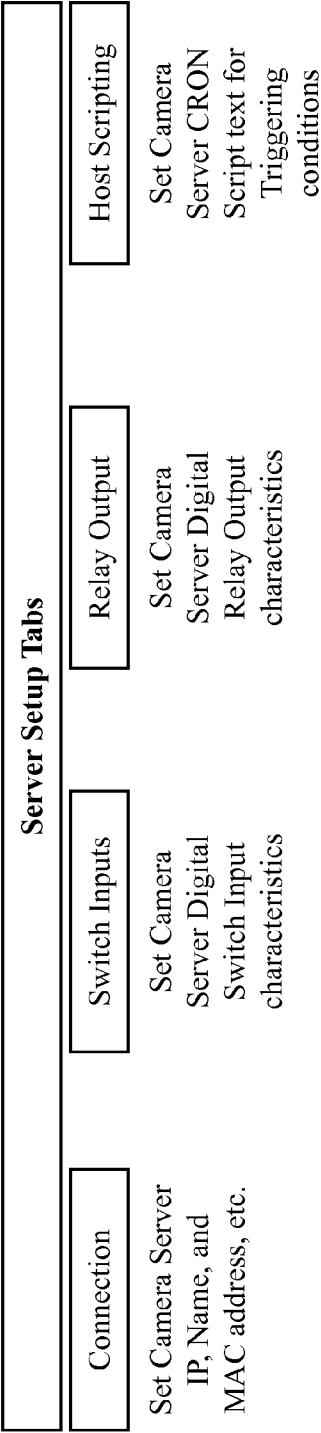 Server Setup Tabs
Connection
Set Camera Server
IP, Name, and
MAC address, etc.
Switch Inputs
Set Camera
Server Digital
Switch Input
characteristics
Relay Output
Set Camera
Server Digital
Relay Output
characteristics
Host Scripting
Set Camera
Server CRON
Script text for
Triggering
conditions